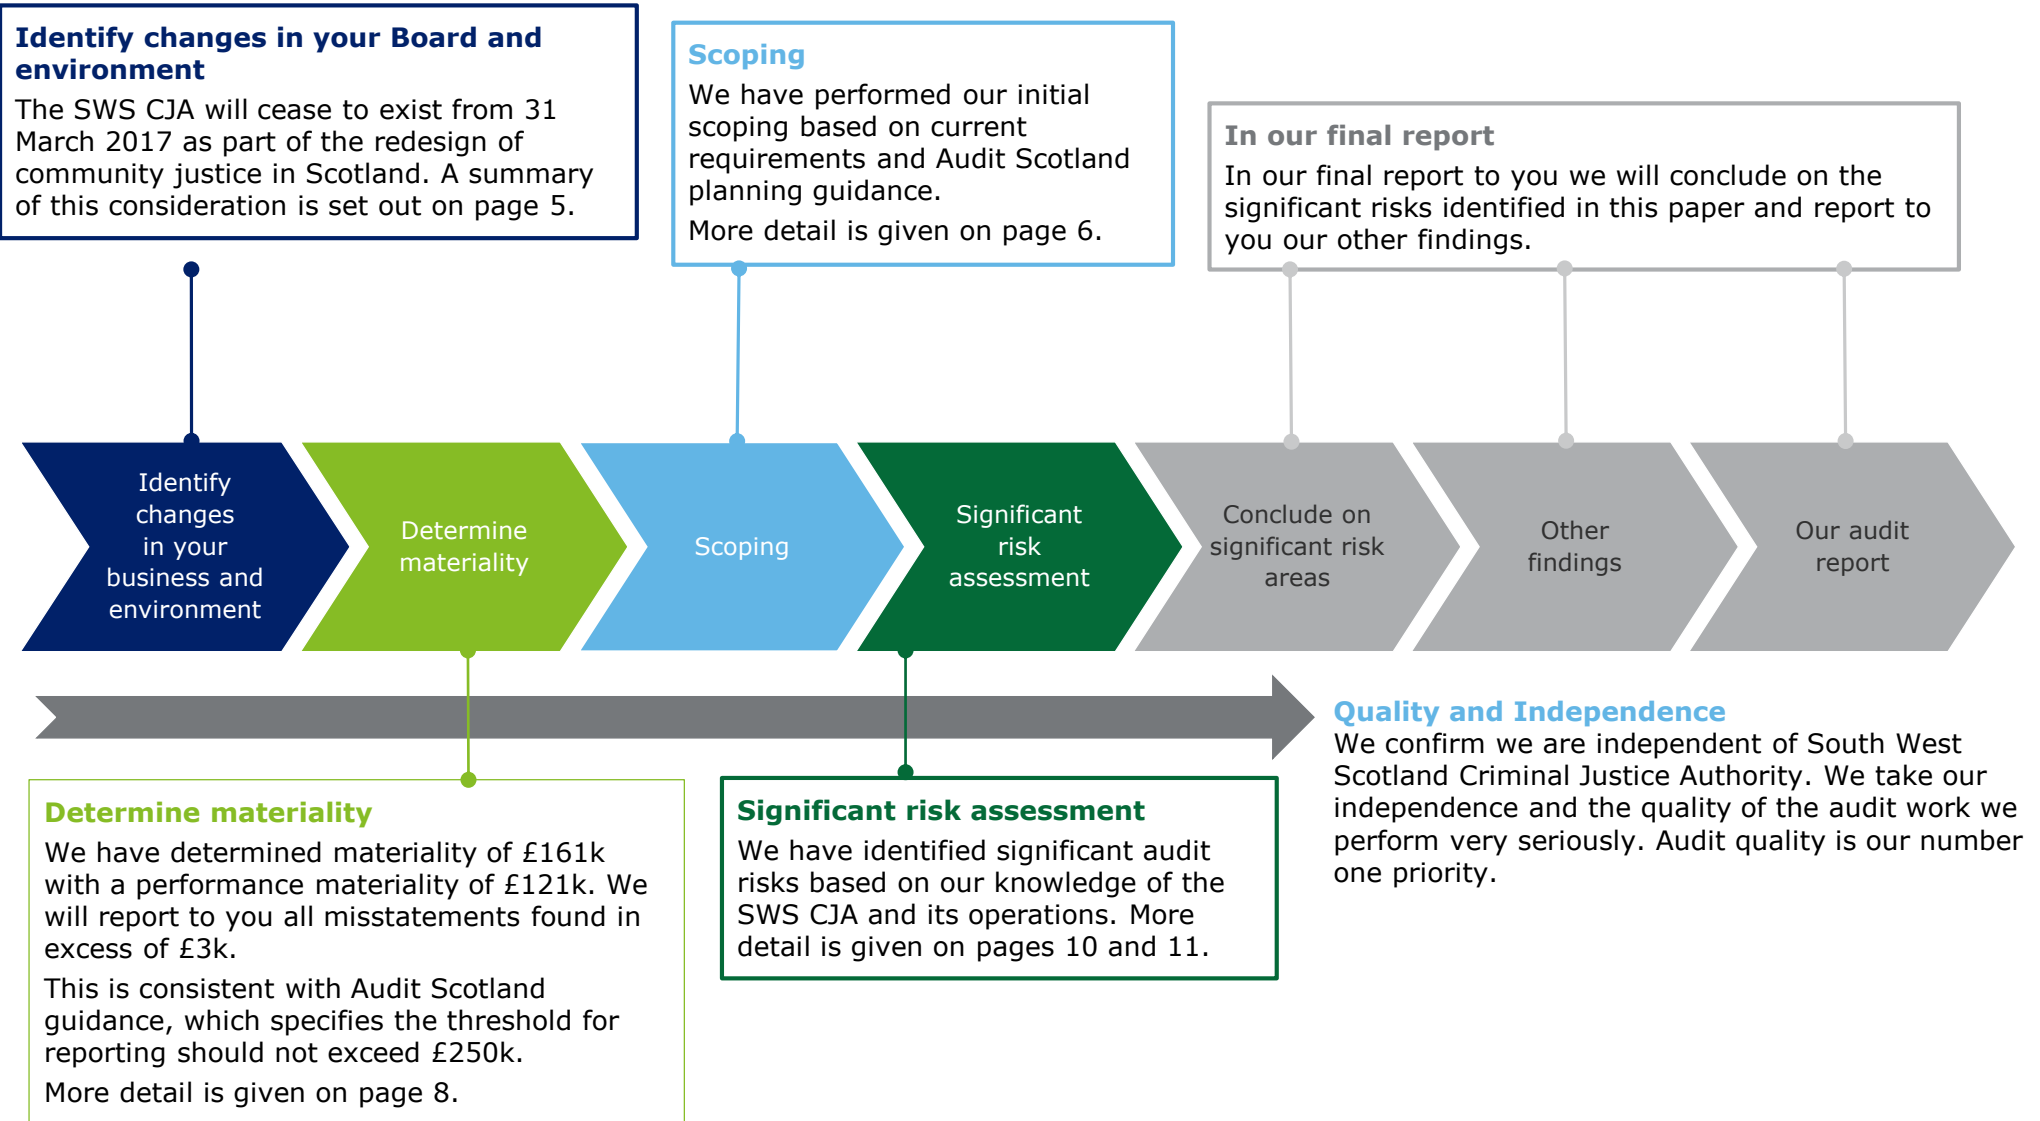 Identify changes in your Board and
environment
The SWS CJA will cease to exist from 31
March 2017 as part of the redesign of
community justice in Scotland. A summary
of this consideration is set out on page 5.
Scoping
We have performed our initial
scoping based on current
requirements and Audit Scotland
planning guidance.
More detail is given on page 6.
In our final report
In our final report to you we will conclude on the
significant risks identified in this paper and report to
you our other findings.
Identify
changes
in your
business and
environment
Determine
materiality
Scoping
Significant
risk
assessment
Conclude on
significant risk
areas
Other
findings
Our audit
report
Determine materiality
We have determined materiality of £161k
with a performance materiality of £121k. We
will report to you all misstatements found in
excess of £3k.
This is consistent with Audit Scotland
guidance, which specifies the threshold for
reporting should not exceed £250k.
More detail is given on page 8.
Significant risk assessment
We have identified significant audit
risks based on our knowledge of the
SWS CJA and its operations. More
detail is given on pages 10 and 11.
Quality and Independence
We confirm we are independent of South West
Scotland Criminal Justice Authority. We take our
independence and the quality of the audit work we
perform very seriously. Audit quality is our number
one priority.